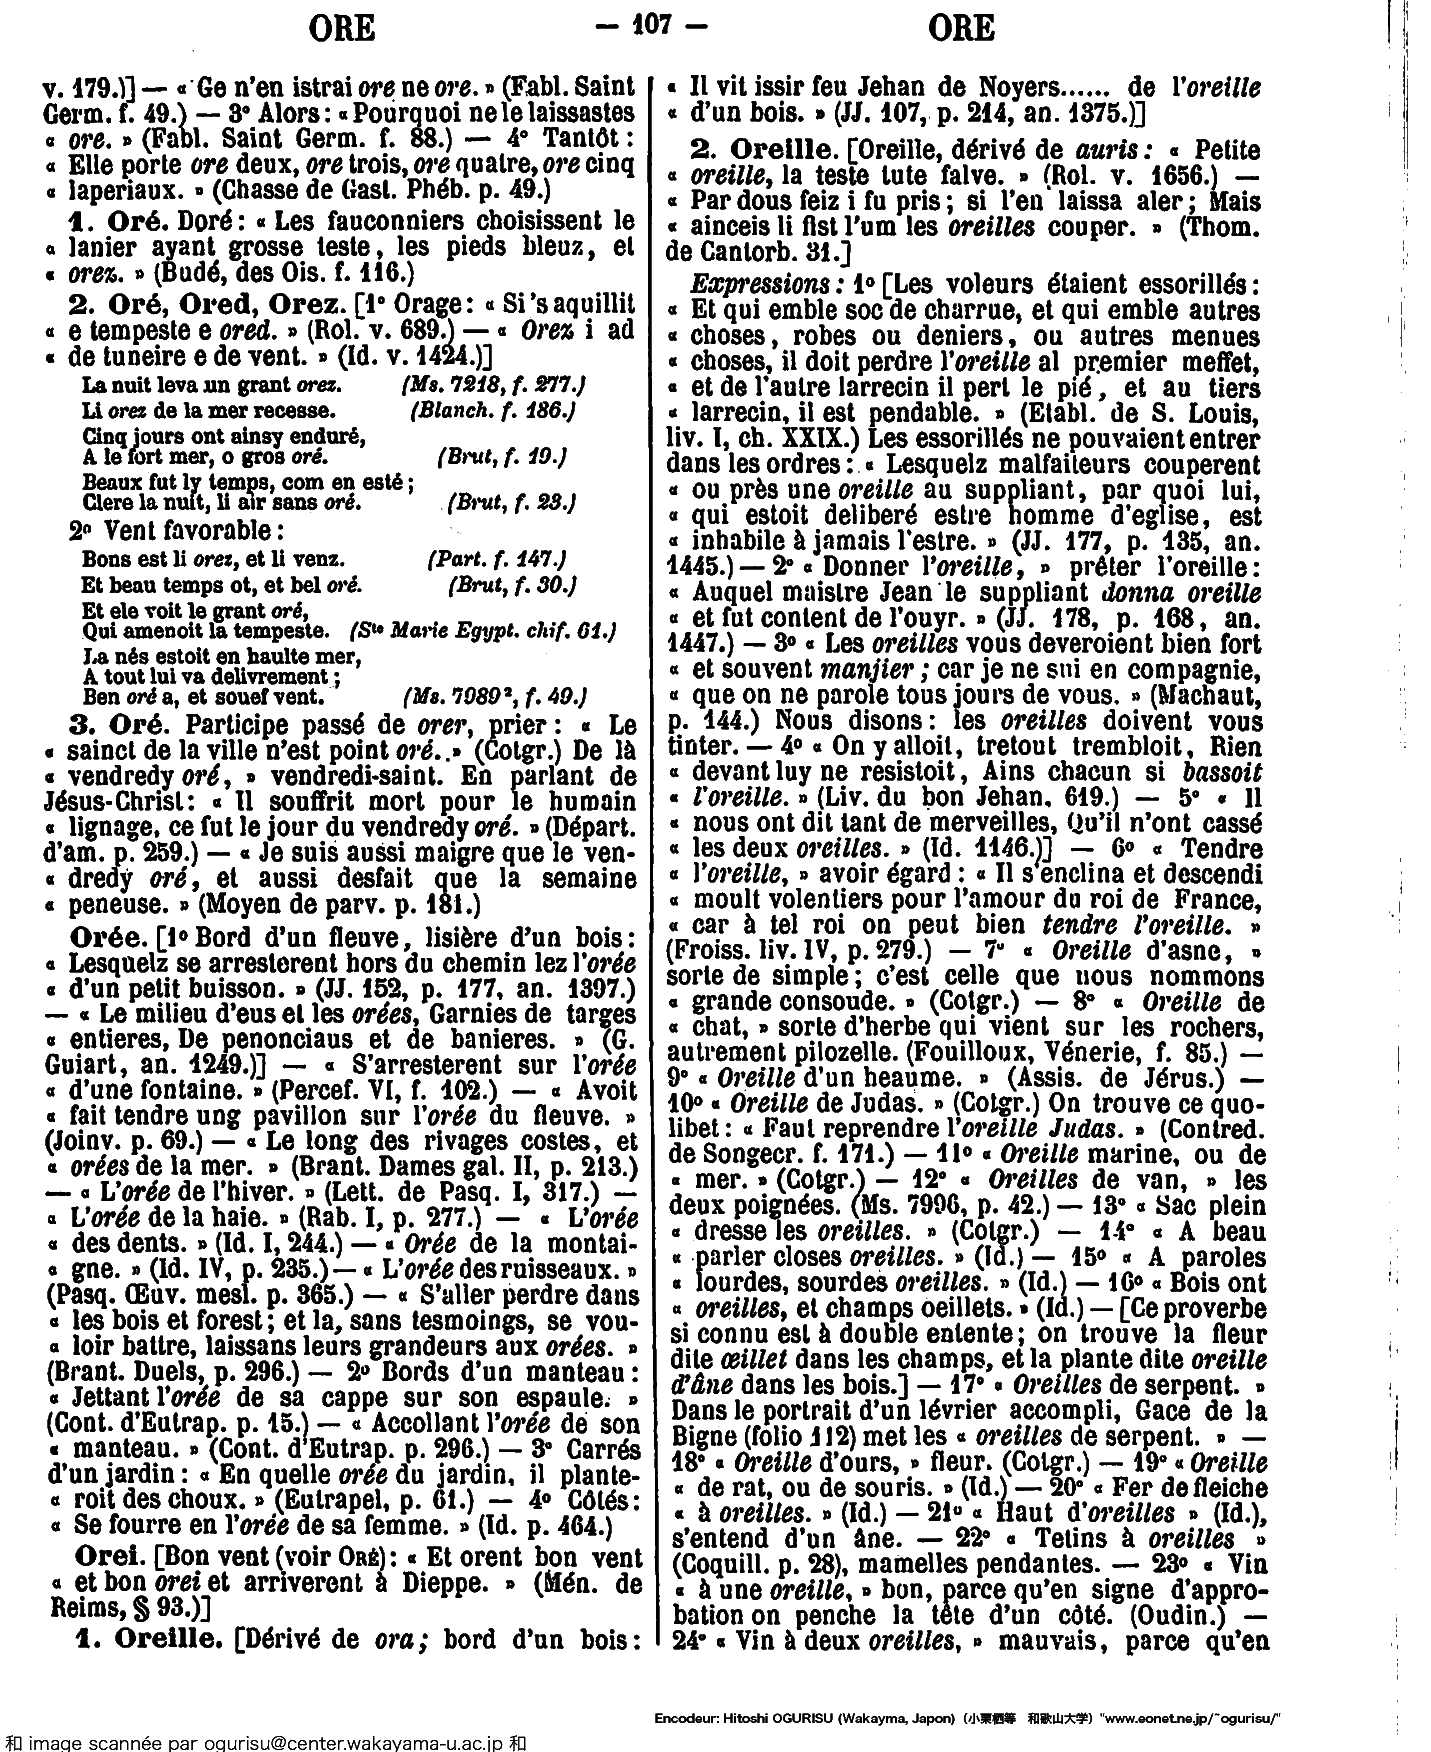 ORE — 107 — ORE
v. 179.)] — « Ge n'en istrai ore ne ore. » (Fabl. Saint
Germ. f. 49.) — 3° Alors : « Pourquoi ne le laissastes
« ore. » (Fabl. Saint Germ. f. 88.) — 4° Tantôt :
« Elle porte ore deux, ore trois, ore quatre, ore cinq
« laperiaux. » (Chasse de Gast. Phéb. p. 49.)
1. Oré. Doré : « Les fauconniers choisissent le
« lanier ayant grosse teste, les pieds bleuz, et
« orez. » (Budé, des Ois. f. 116.)
2. Oré, Ored, Orez. [1° Orage : « Si 's aquillit
« e tempeste e ored. » (Rol. v. 689.) — « Orez i ad
« de tuneire e de vent. » (Id. v. 1424.)]
La nuit leva un grant orez. (Ms. 7218, f. 277.)
Li orez de la mer recesse. (Blanch. f. 186.)
Cinq jours ont ainsy enduré,
A le fort mer, o gros oré. (Brut, f. 19.)
Beaux fut ly temps, com en esté ;
Clere la nuit, li air sans oré. (Brut, f. 23.)
2° Vent favorable :
Bons est li orez, et li venz. (Part. f. 147.)
Et beau temps ot, et bel oré. (Brut, f. 30.)
Et ele voit le grant oré,
Qui amenoit la tempeste. (Ste Marie Egypt. chif. 61.)
La nés estoit en haulte mer,
A tout lui va delivrement ;
Ben oré a, et souef vent. (Ms. 7989², f. 49.)
3. Oré. Participe passé de orer, prier : « Le
« sainct de la ville n'est point oré. » (Cotgr.) De là
« vendredy oré, » vendredi-saint. En parlant de
Jésus-Christ : « Il souffrit mort pour le humain
« lignage, ce fut le jour du vendredy oré. » (Départ.
d'am. p. 259.) — « Je suis aussi maigre que le ven-
« dredy oré, et aussi desfait que la semaine
« peneuse. » (Moyen de parv. p. 181.)
Orée. [1° Bord d'un fleuve, lisière d'un bois :
« Lesquelz se arresterent hors du chemin lez l'orée
« d'un petit buisson. » (JJ. 152, p. 177, an. 1397.)
— « Le milieu d'eus et les orées, Garnies de targes
« entieres, De penonciaus et de banieres. » (G.
Guiart, an. 1249.)] — « S'arresterent sur l'orée
« d'une fontaine. » (Percef. VI, f. 102.) — « Avoit
« fait tendre ung pavillon sur l'orée du fleuve. »
(Joinv. p. 69.) — « Le long des rivages costes, et
« orées de la mer. » (Brant. Dames gal. II, p. 213.)
— « L'orée de l'hiver. » (Lett. de Pasq. I, 317.) —
« L'orée de la haie. » (Rab. I, p. 277.) — « L'orée
« des dents. » (Id. I, 244.) — « Orée de la montai-
« gne. » (Id. IV, p. 235.) — « L'orée des ruisseaux. »
(Pasq. Œuv. mesl. p. 365.) — « S'aller perdre dans
« les bois et forest ; et la, sans tesmoings, se vou-
« loir battre, laissans leurs grandeurs aux orées. »
(Brant. Duels, p. 296.) — 2° Bords d'un manteau :
« Jettant l'orée de sa cappe sur son espaule. »
(Cont. d'Eutrap. p. 15.) — « Accollant l'orée de son
« manteau. » (Cont. d'Eutrap. p. 296.) — 3° Carrés
d'un jardin : « En quelle orée du jardin, il plante-
« roit des choux. » (Eutrapel, p. 61.) — 4° Côtés :
« Se fourre en l'orée de sa femme. » (Id. p. 464.)
Orei. [Bon vent (voir ORÉ) : « Et orent bon vent
« et bon orei et arriverent à Dieppe. » (Mén. de
Reims, § 93.)]
1. Oreille. [Dérivé de ora ; bord d'un bois :
« Il vit issir feu Jehan de Noyers...... de l'oreille
« d'un bois. » (JJ. 107, p. 214, an. 1375.)]
2. Oreille. [Oreille, dérivé de auris : « Petite
« oreille, la teste tute falve. » (Rol. v. 1656.) —
« Par dous feiz i fu pris ; si l'en laissa aler ; Mais
« ainceis li fist l'um les oreilles couper. » (Thom.
de Cantorb. 31.]
Expressions : 1° [Les voleurs étaient essorillés :
« Et qui emble soc de charrue, et qui emble autres
« choses, robes ou deniers, ou autres menues
« choses, il doit perdre l'oreille al premier meffet,
« et de l'autre larrecin il pert le pié, et au tiers
« larrecin, il est pendable. » (Etabl. de S. Louis,
liv. I, ch. XXIX.) Les essorillés ne pouvaient entrer
dans les ordres : « Lesquelz malfaiteurs couperent
« ou près une oreille au suppliant, par quoi lui,
« qui estoit deliberé estre homme d'eglise, est
« inhabile à jamais l'estre. » (JJ. 177, p. 135, an.
1445.) — 2° « Donner l'oreille, » prêter l'oreille :
« Auquel maistre Jean le suppliant donna oreille
« et fut content de l'ouyr. » (JJ. 178, p. 168, an.
1447.) — 3° « Les oreilles vous deveroient bien fort
« et souvent manjier ; car je ne sui en compagnie,
« que on ne parole tous jours de vous. » (Machaut,
p. 144.) Nous disons : les oreilles doivent vous
tinter. — 4° « On y alloit, tretout trembloit, Rien
« devant luy ne resistoit, Ains chacun si bassoit
« l'oreille. » (Liv. du bon Jehan, 619.) — 5° « Il
« nous ont dit tant de merveilles, Qu'il n'ont cassé
« les deux oreilles. » (Id. 1146.)] — 6° « Tendre
« l'oreille, » avoir égard : « Il s'enclina et descendi
« moult volentiers pour l'amour du roi de France,
« car à tel roi on peut bien tendre l'oreille. »
(Froiss. liv. IV, p. 279.) — 7° « Oreille d'asne, »
sorte de simple ; c'est celle que nous nommons
« grande consoude. » (Cotgr.) — 8° « Oreille de
« chat, » sorte d'herbe qui vient sur les rochers,
autrement pilozelle. (Fouilloux, Vénerie, f. 85.) —
9° « Oreille d'un heaume. » (Assis. de Jérus.) —
10° « Oreille de Judas. » (Cotgr.) On trouve ce quo-
libet : « Faut reprendre l'oreille Judas. » (Contred.
de Songecr. f. 171.) — 11° « Oreille marine, ou de
« mer. » (Cotgr.) — 12° « Oreilles de van, » les
deux poignées. (Ms. 7996, p. 42.) — 13° « Sac plein
« dresse les oreilles. » (Cotgr.) — 14° « A beau
« parler closes oreilles. » (Id.) — 15° « A paroles
« lourdes, sourdes oreilles. » (Id.) — 16° « Bois ont
« oreilles, et champs oeillets. » (Id.) — [Ce proverbe
si connu est à double entente ; on trouve la fleur
dite œillet dans les champs, et la plante dite oreille
d'âne dans les bois.] — 17° « Oreilles de serpent. »
Dans le portrait d'un lévrier accompli, Gace de la
Bigne (folio 112) met les « oreilles de serpent. » —
18° « Oreille d'ours, » fleur. (Cotgr.) — 19° « Oreille
« de rat, ou de souris. » (Id.) — 20° « Fer de fleiche
« à oreilles. » (Id.) — 21° « Haut d'oreilles » (Id.),
s'entend d'un âne. — 22° « Tetins à oreilles »
(Coquill. p. 28), mamelles pendantes. — 23° « Vin
« à une oreille, » bon, parce qu'en signe d'appro-
bation on penche la tête d'un côté. (Oudin.) —
24° « Vin à deux oreilles, » mauvais, parce qu'en
Encodeur: Hitoshi OGURISU (Wakayma, Japon) (小栗栖等 和歌山大学) "www.eonet.ne.jp/~ogurisu/"
和 image scannée par ogurisu@center.wakayama-u.ac.jp 和